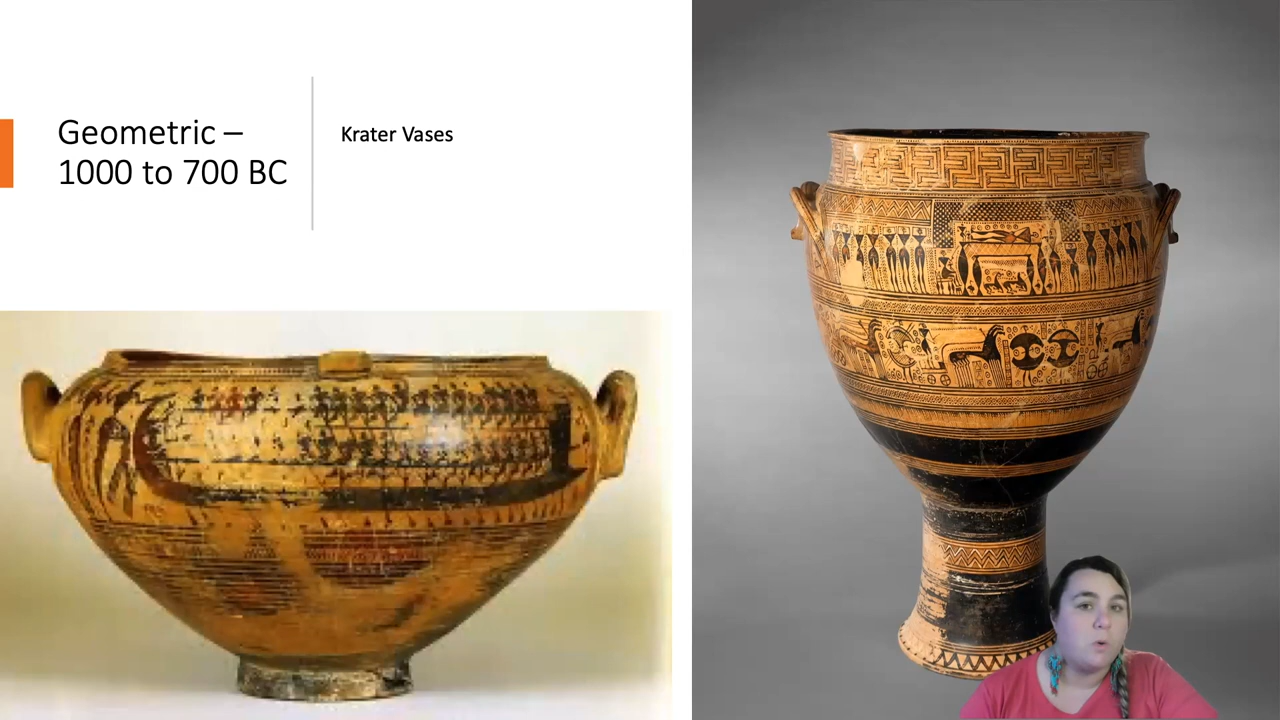 Geometric –
1000 to 700 BC
Krater Vases